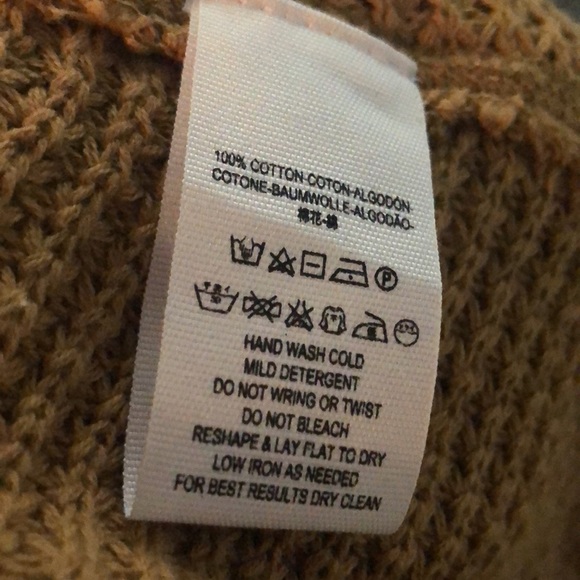 100% COTTON-COTON-ALGODON
COTONE-BAUMWOLLE-ALGODÃO-
棉花-綿
P
HAND WASH COLD
MILD DETERGENT
DO NOT WRING OR TWIST
DO NOT BLEACH
RESHAPE & LAY FLAT TO DRY
LOW IRON AS NEEDED
FOR BEST RESULTS DRY CLEAN